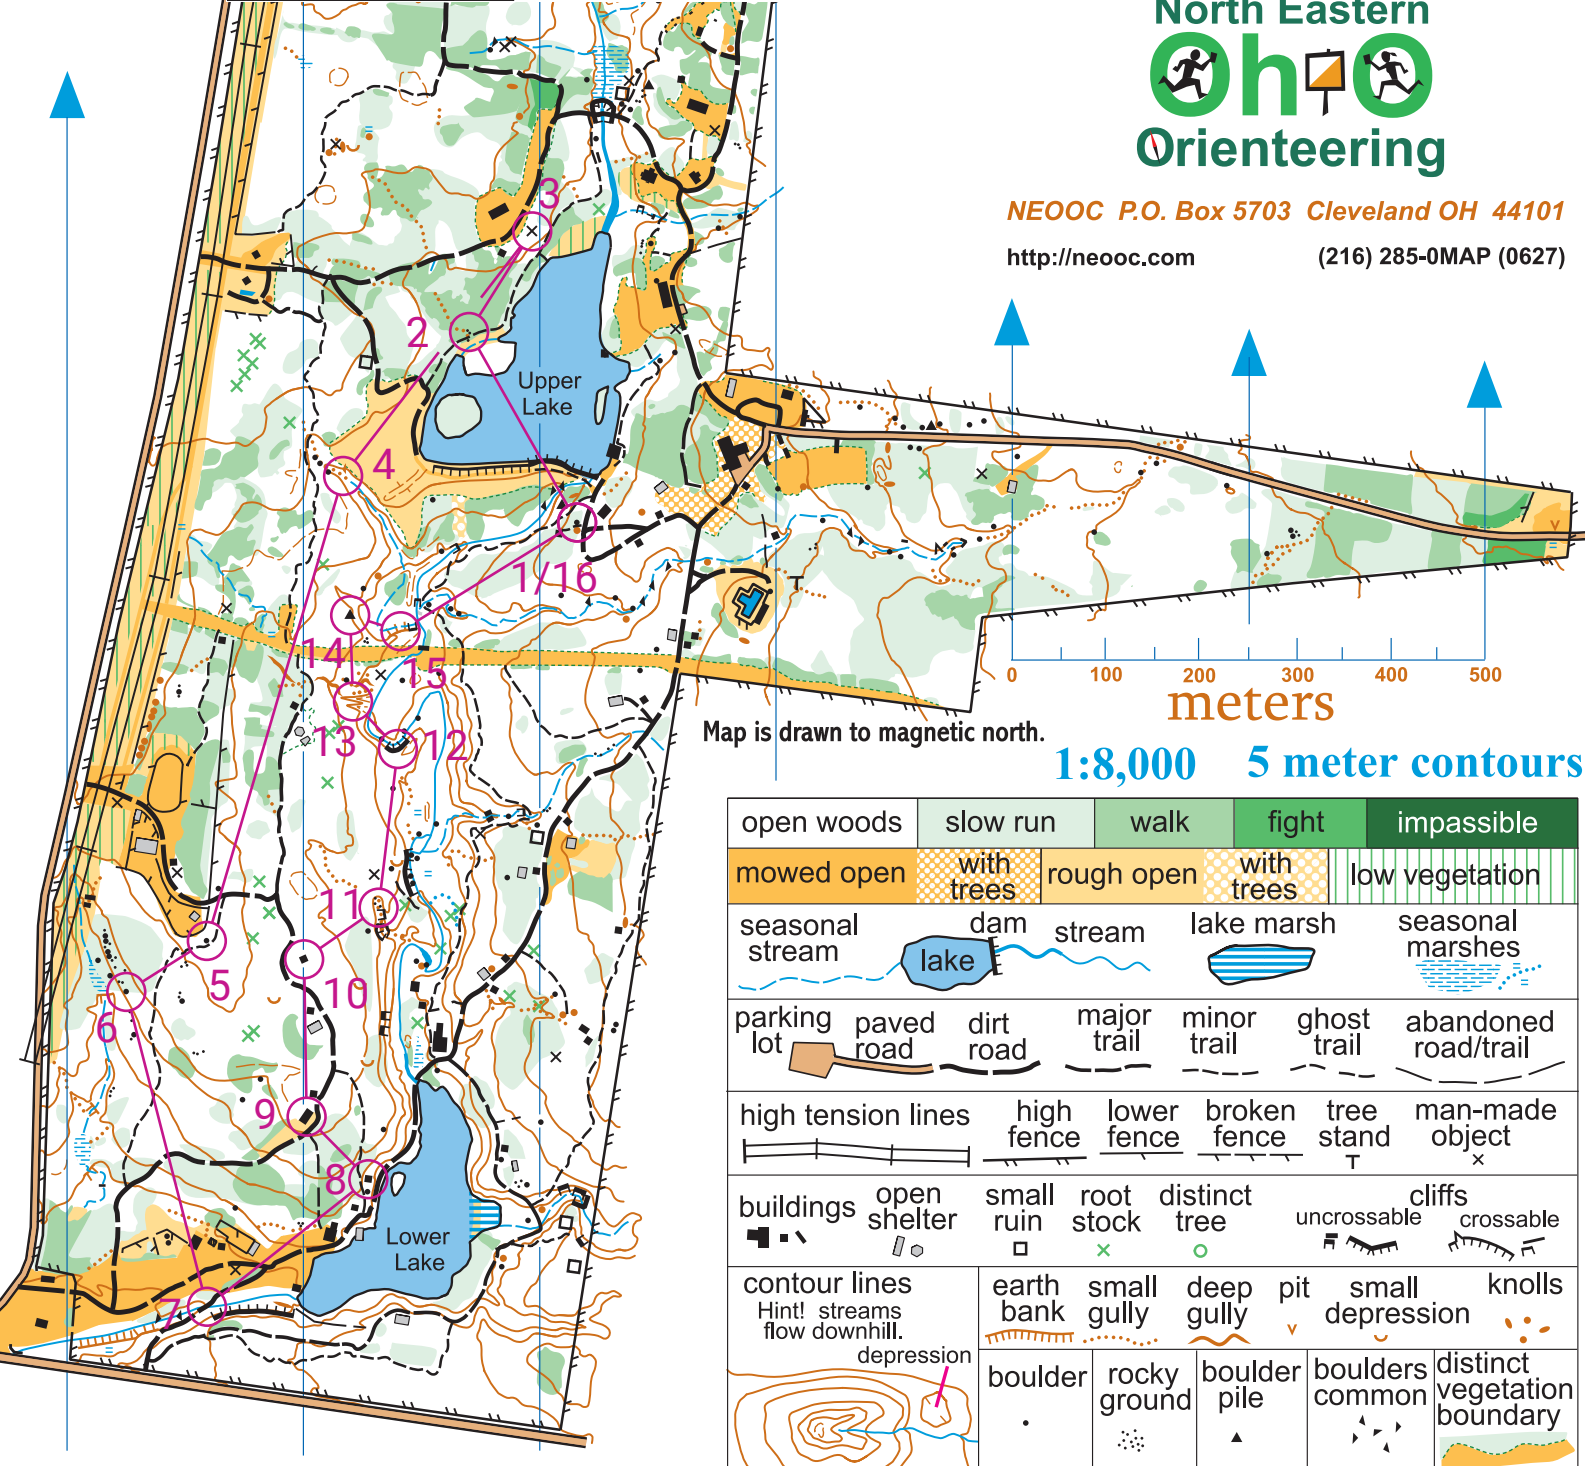 North Eastern
OhO
Orienteering
NEOOC P.O. Box 5703 Cleveland OH 44101
http://neooc.com (216) 285-0MAP (0627)
3
2
Upper
Lake
4
1/16
14
15
13
12
11
5
10
6
9
8
Lower
Lake
7
0 100 200 300 400 500
meters
Map is drawn to magnetic north.
1:8,000 5 meter contours
open woods slow run walk fight impassible
mowed open with trees rough open with trees low vegetation
seasonal stream dam stream lake marsh seasonal marshes
lake
parking lot paved road dirt road major trail minor trail ghost trail abandoned road/trail
high tension lines high fence lower fence broken fence tree stand man-made object
buildings open shelter small ruin root stock distinct tree cliffs
uncrossable crossable
contour lines earth bank small gully deep gully pit small depression knolls
Hint! streams
flow downhill.
depression
boulder rocky ground boulder pile boulders common distinct vegetation boundary